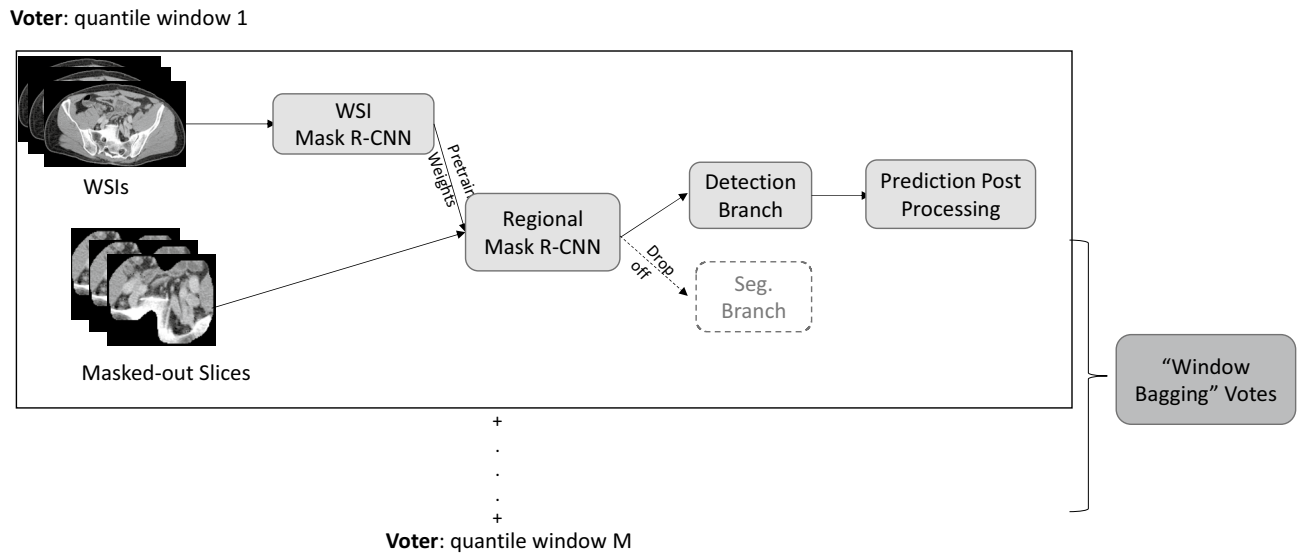 Voter: quantile window 1
WSI
Mask R-CNN
WSIs
Pretrain
Weights
Detection
Branch
Prediction Post
Processing
Regional
Mask R-CNN
Drop
off
Seg.
Branch
Masked-out Slices
“Window
Bagging” Votes
+
.
.
.
+
Voter: quantile window M